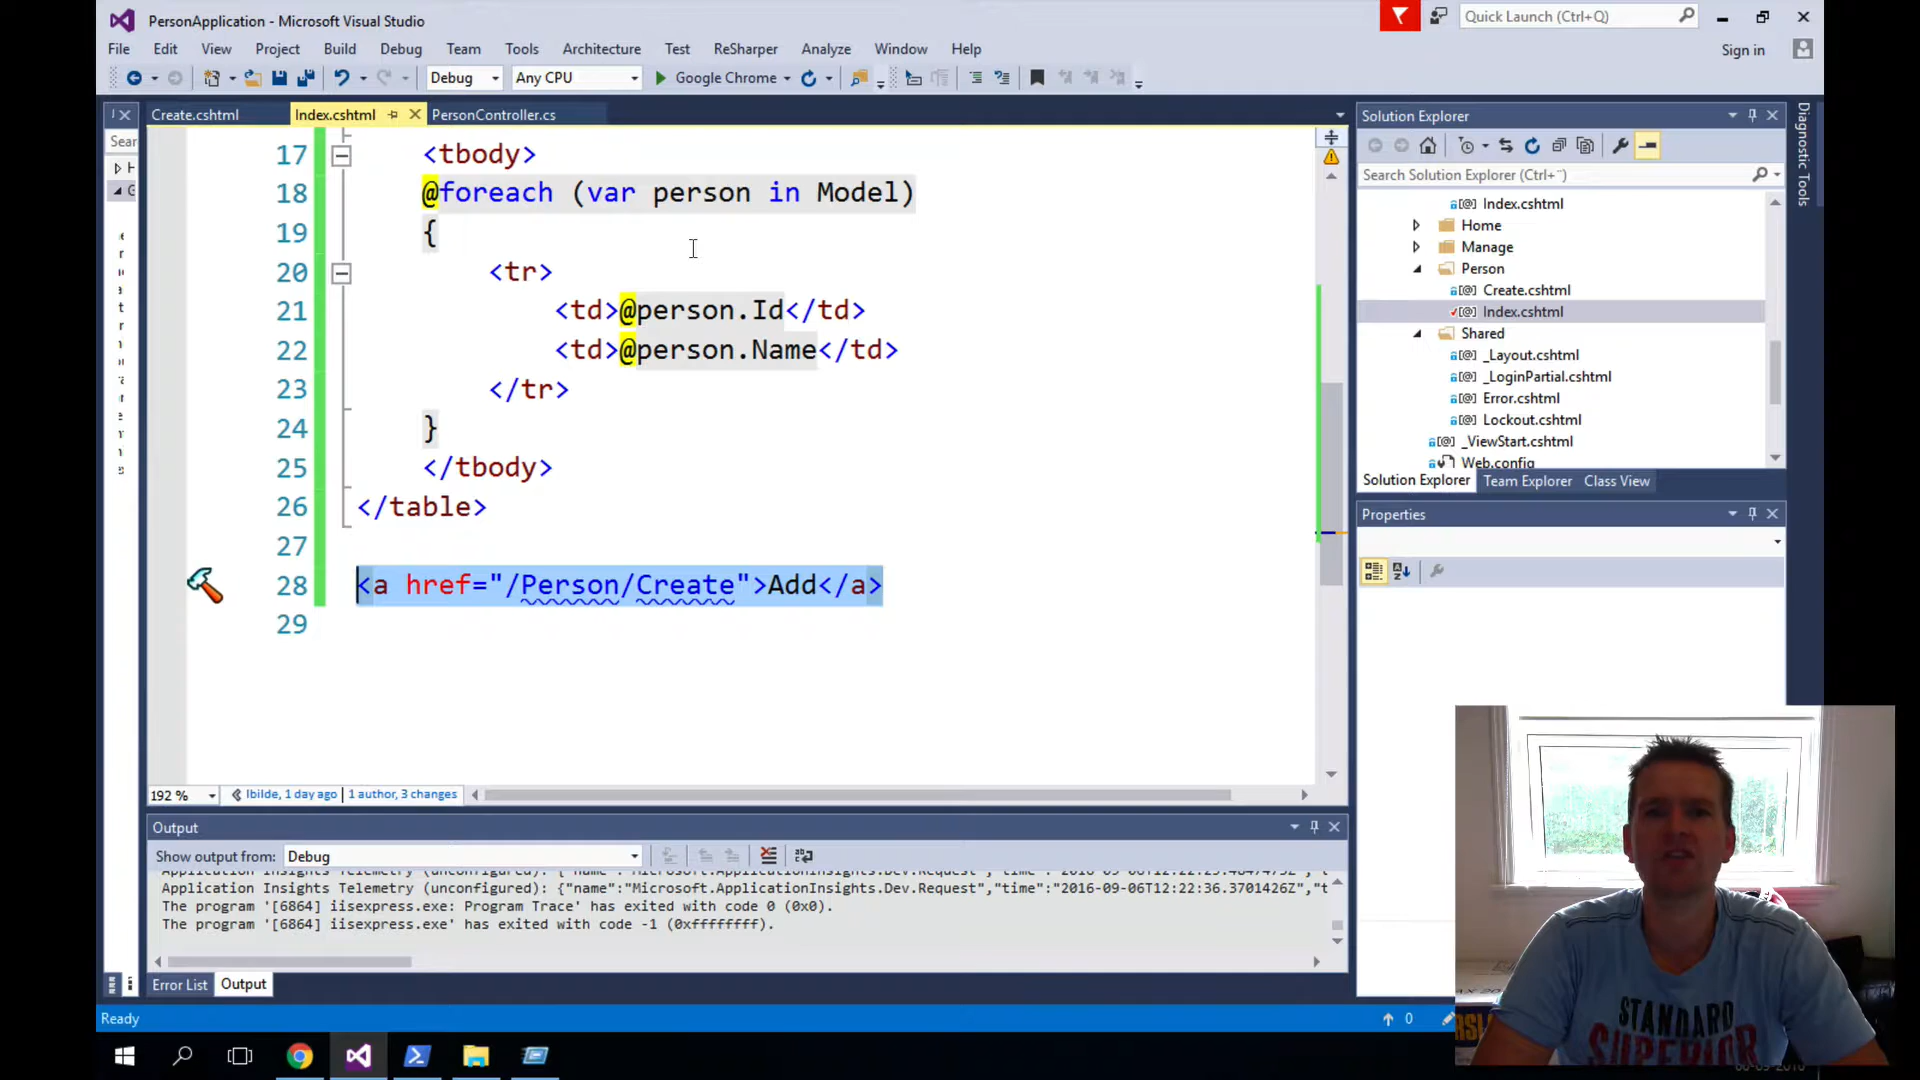 PersonApplication - Microsoft Visual Studio
Quick Launch (Ctrl+Q)
File Edit View Project Build Debug Team Tools Architecture Test ReSharper Analyze Window Help
Sign in
Debug Any CPU Google Chrome
Create.cshtml Index.cshtml PersonController.cs
Sear
17 <tbody>
18 @foreach (var person in Model)
19 {
20 <tr>
21 <td>@person.Id</td>
22 <td>@person.Name</td>
23 </tr>
24 }
25 </tbody>
26 </table>
27
28 <a href="/Person/Create">Add</a>
29
192 %
lbilde, 1 day ago | 1 author, 3 changes
Output
Show output from: Debug
Application Insights Telemetry (unconfigured): {"name":"Microsoft.ApplicationInsights.Dev.Request","time":"2016-09-06T12:22:36.3701426Z","t
The program '[6864] iisexpress.exe: Program Trace' has exited with code 0 (0x0).
The program '[6864] iisexpress.exe' has exited with code -1 (0xffffffff).
Error List Output
Ready
0
Solution Explorer
Search Solution Explorer (Ctrl+¨)
Index.cshtml
Home
Manage
Person
Create.cshtml
Index.cshtml
Shared
_Layout.cshtml
_LoginPartial.cshtml
Error.cshtml
Lockout.cshtml
_ViewStart.cshtml
Web.config
Solution Explorer Team Explorer Class View
Properties
Diagnostic Tools
STANDARD
SUPERIOR